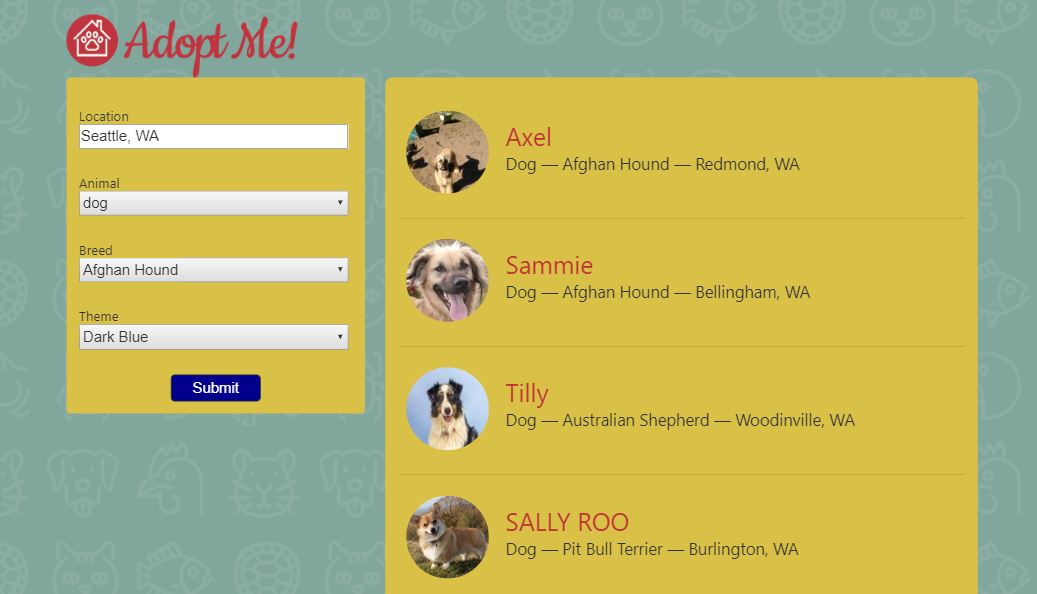 Adopt Me!
Location
Seattle, WA
Animal
dog
Breed
Afghan Hound
Theme
Dark Blue
Submit
Axel
Dog — Afghan Hound — Redmond, WA
Sammie
Dog — Afghan Hound — Bellingham, WA
Tilly
Dog — Australian Shepherd — Woodinville, WA
SALLY ROO
Dog — Pit Bull Terrier — Burlington, WA